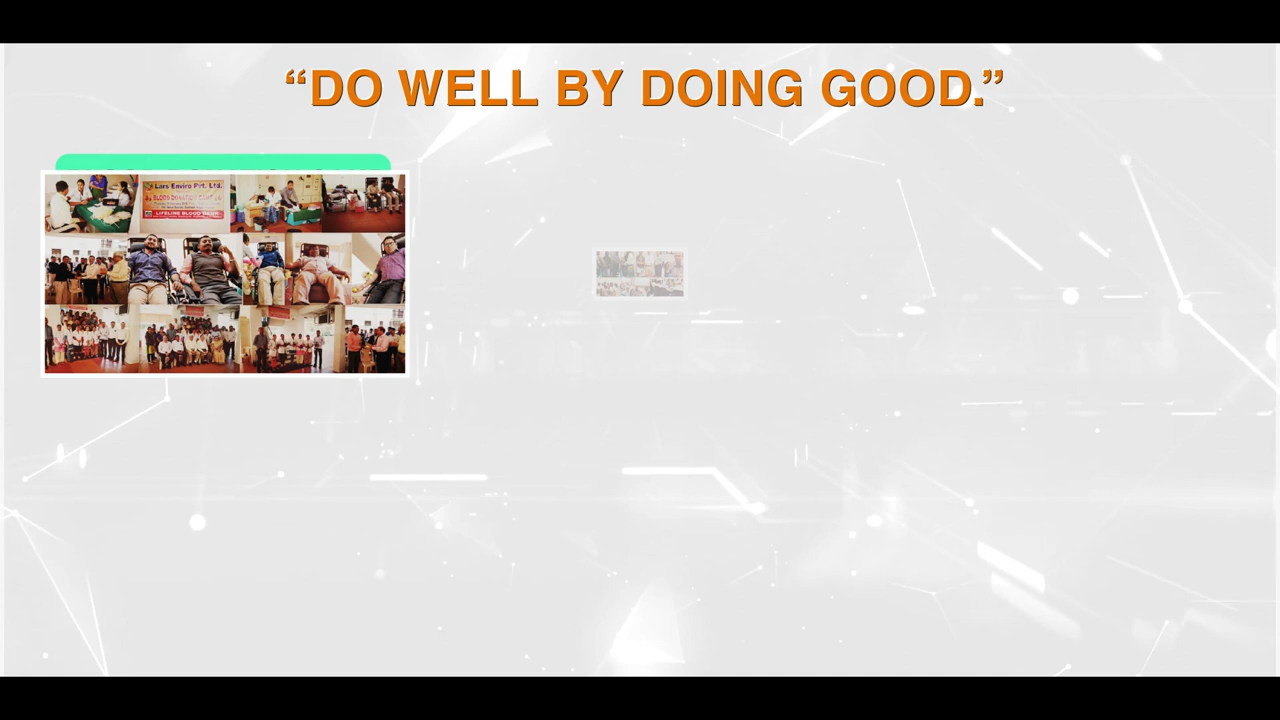 “DO WELL BY DOING GOOD.”
Lars Enviro Pvt. Ltd.
BLOOD DONATION CAMP
LIFELINE BLOOD BANK